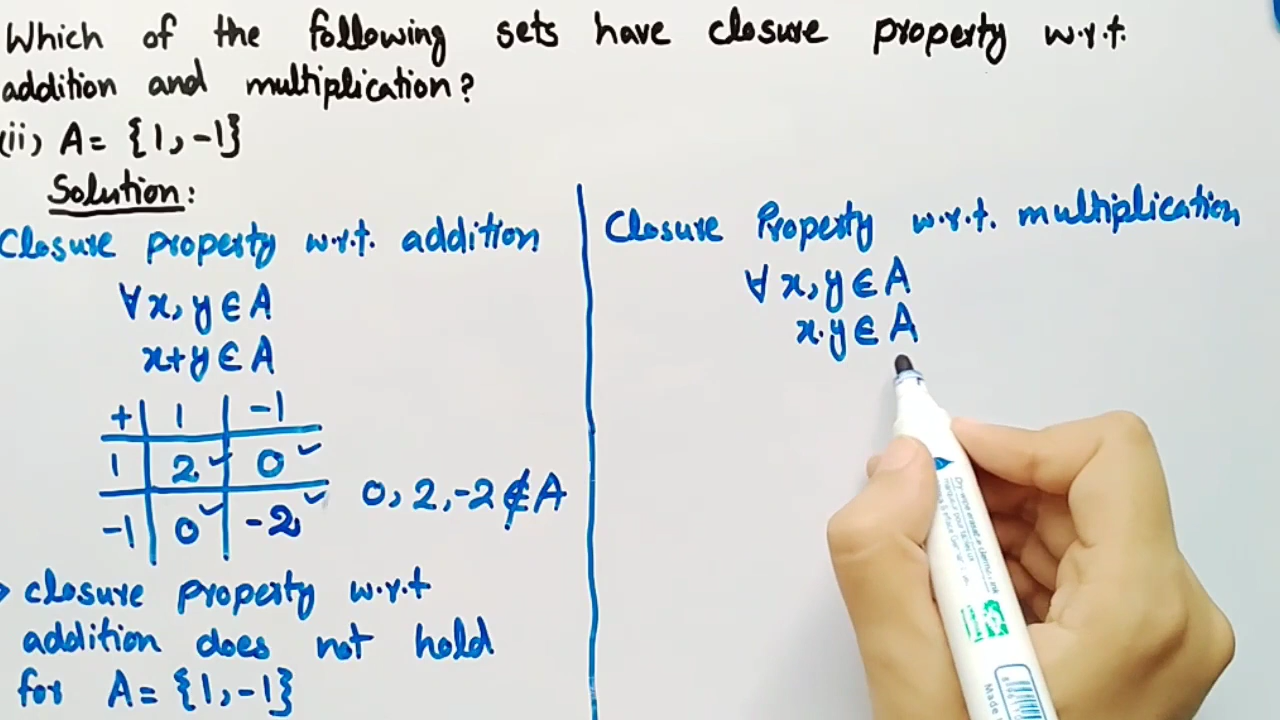 Which of the following sets have closure property w.r.t.
addition and multiplication?
(ii) A= {1, -1}
Solution:
Closure property w.r.t. addition
∀ x, y ∈ A
x+y ∈ A
+ 1 -1
1 2 ✓ 0 ✓
-1 0 ✓ -2 ✓
0, 2, -2 ∉ A
closure property w.r.t
addition does not hold
for A= {1, -1}
Closure Property w.r.t. multiplication
∀ x, y ∈ A
x.y ∈ A
Made